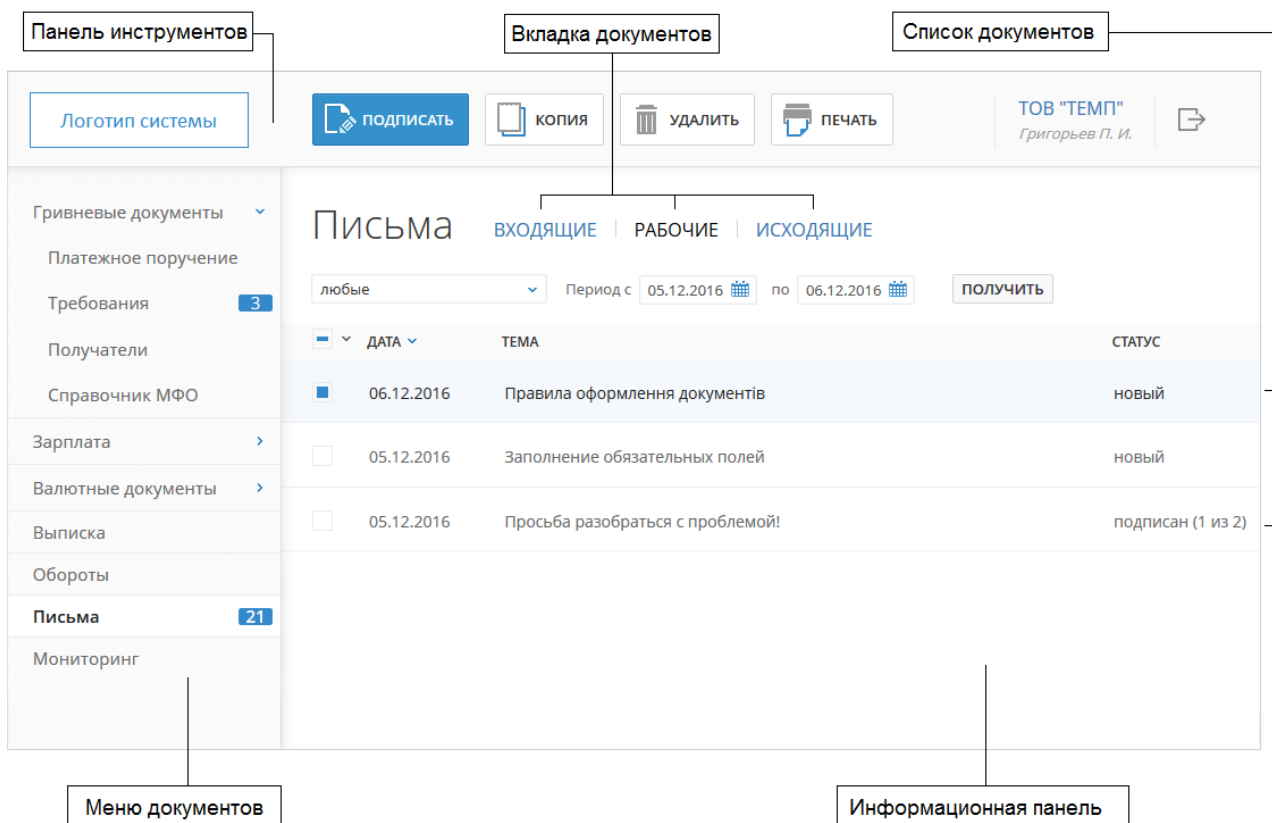 Панель инструментов
Вкладка документов
Список документов
Логотип системы
ПОДПИСАТЬ
КОПИЯ
УДАЛИТЬ
ПЕЧАТЬ
ТОВ "ТЕМП"
Григорьев П. И.
Гривневые документы
Платежное поручение
Требования 3
Получатели
Справочник МФО
Зарплата
Валютные документы
Выписка
Обороты
Письма 21
Мониторинг
Письма ВХОДЯЩИЕ РАБОЧИЕ ИСХОДЯЩИЕ
любые Период с 05.12.2016 по 06.12.2016 ПОЛУЧИТЬ
ДАТА ТЕМА СТАТУС
06.12.2016 Правила оформлення документів новый
05.12.2016 Заполнение обязательных полей новый
05.12.2016 Просьба разобраться с проблемой! подписан (1 из 2)
Меню документов
Информационная панель